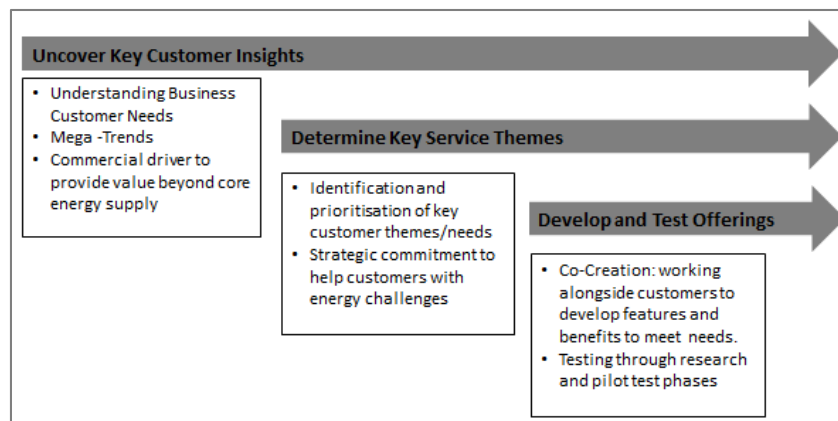 Uncover Key Customer Insights
• Understanding Business
Customer Needs
• Mega -Trends
• Commercial driver to
provide value beyond core
energy supply
Determine Key Service Themes
• Identification and
prioritisation of key
customer themes/needs
• Strategic commitment to
help customers with
energy challenges
Develop and Test Offerings
• Co-Creation: working
alongside customers to
develop features and
benefits to meet needs.
• Testing through research
and pilot test phases